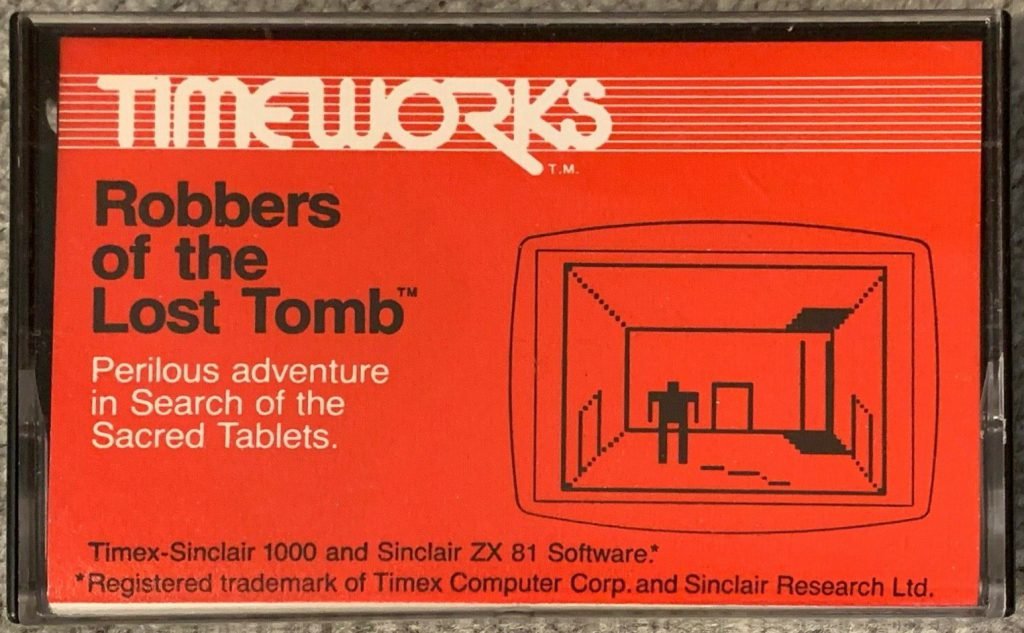 TIMEWORKS
T.M.
Robbers
of the
Lost Tomb™
Perilous adventure
in Search of the
Sacred Tablets.
Timex-Sinclair 1000 and Sinclair ZX 81 Software.*
*Registered trademark of Timex Computer Corp. and Sinclair Research Ltd.